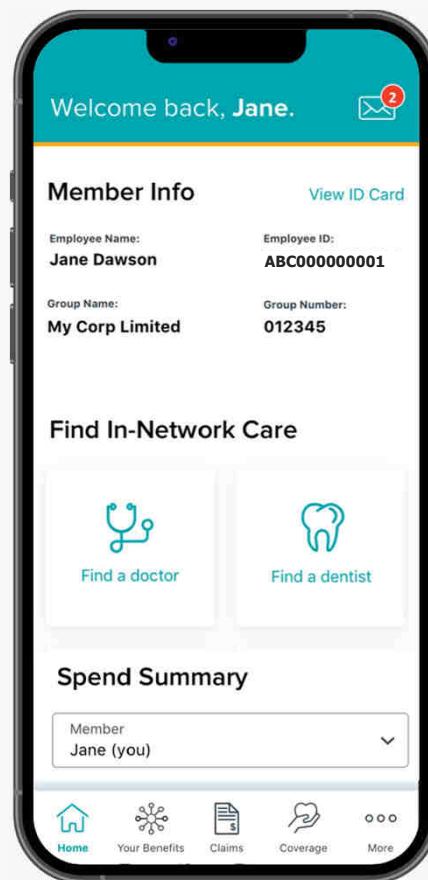 Welcome back, Jane.
2
Member Info
View ID Card
Employee Name:
Employee ID:
Jane Dawson
ABC000000001
Group Name:
Group Number:
My Corp Limited
012345
Find In-Network Care
Find a doctor
Find a dentist
Spend Summary
Member
Jane (you)
$
Home
Your Benefits
Claims
Coverage
More